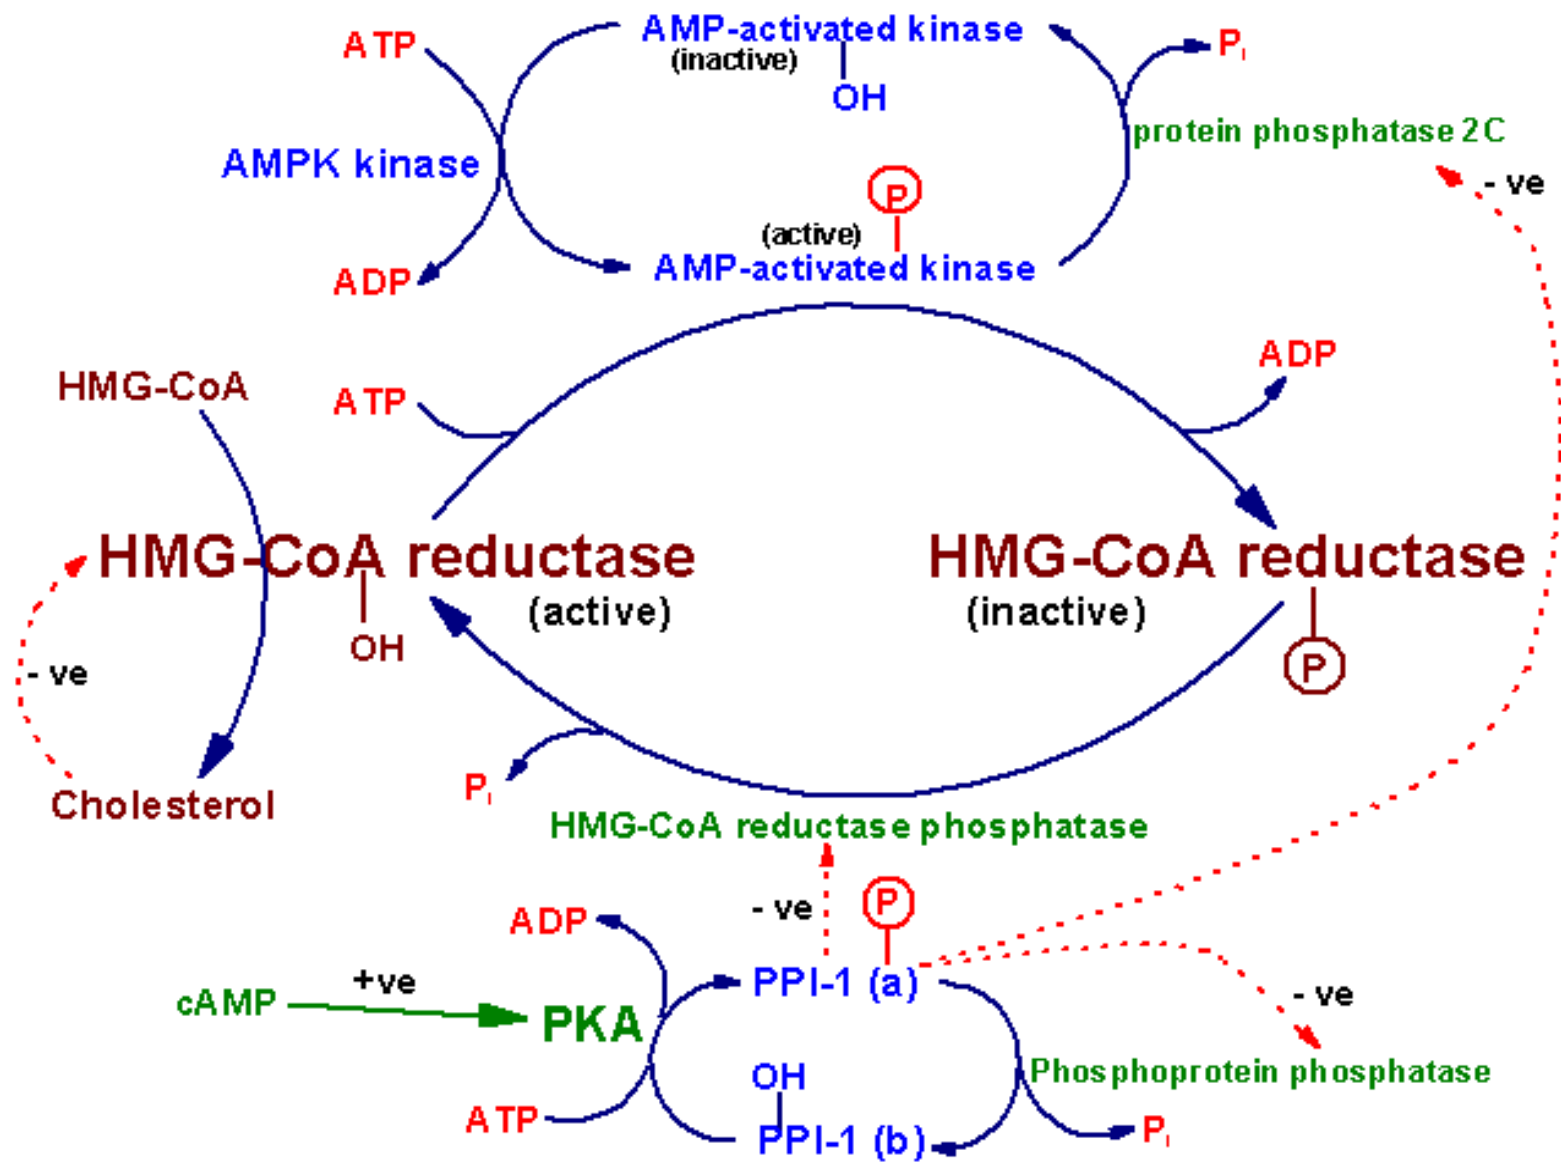 ATP
AMP-activated kinase
(inactive)
OH
Pi
protein phosphatase 2C
- ve
AMPK kinase
P
(active)
AMP-activated kinase
ADP
HMG-CoA
ATP
ADP
HMG-CoA reductase
(active)
OH
HMG-CoA reductase
(inactive)
P
- ve
Cholesterol
Pi
HMG-CoA reductase phosphatase
- ve
P
ADP
PPI-1 (a)
cAMP
+ve
PKA
- ve
OH
Phosphoprotein phosphatase
ATP
PPI-1 (b)
Pi